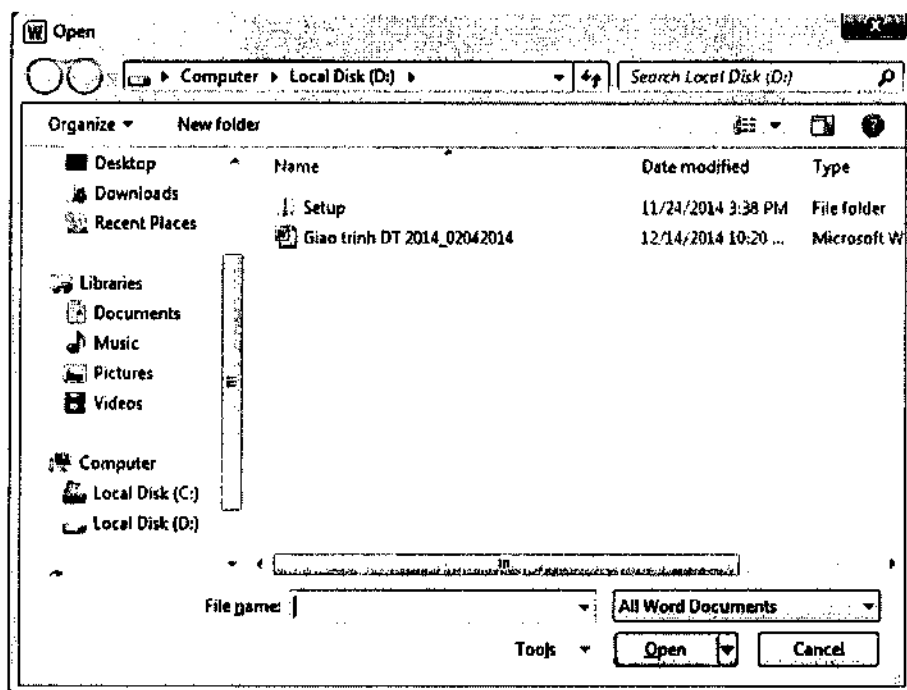 Open
Computer ▸ Local Disk (D:) ▸ Search Local Disk (D:)
Organize ▾ New folder
Desktop
Downloads
Recent Places
Libraries
Documents
Music
Pictures
Videos
Computer
Local Disk (C:)
Local Disk (D:)
Name Date modified Type
Setup 11/24/2014 3:38 PM File folder
Giao trinh DT 2014_02042014 12/14/2014 10:20 ... Microsoft W
File name: All Word Documents
Tools Open Cancel